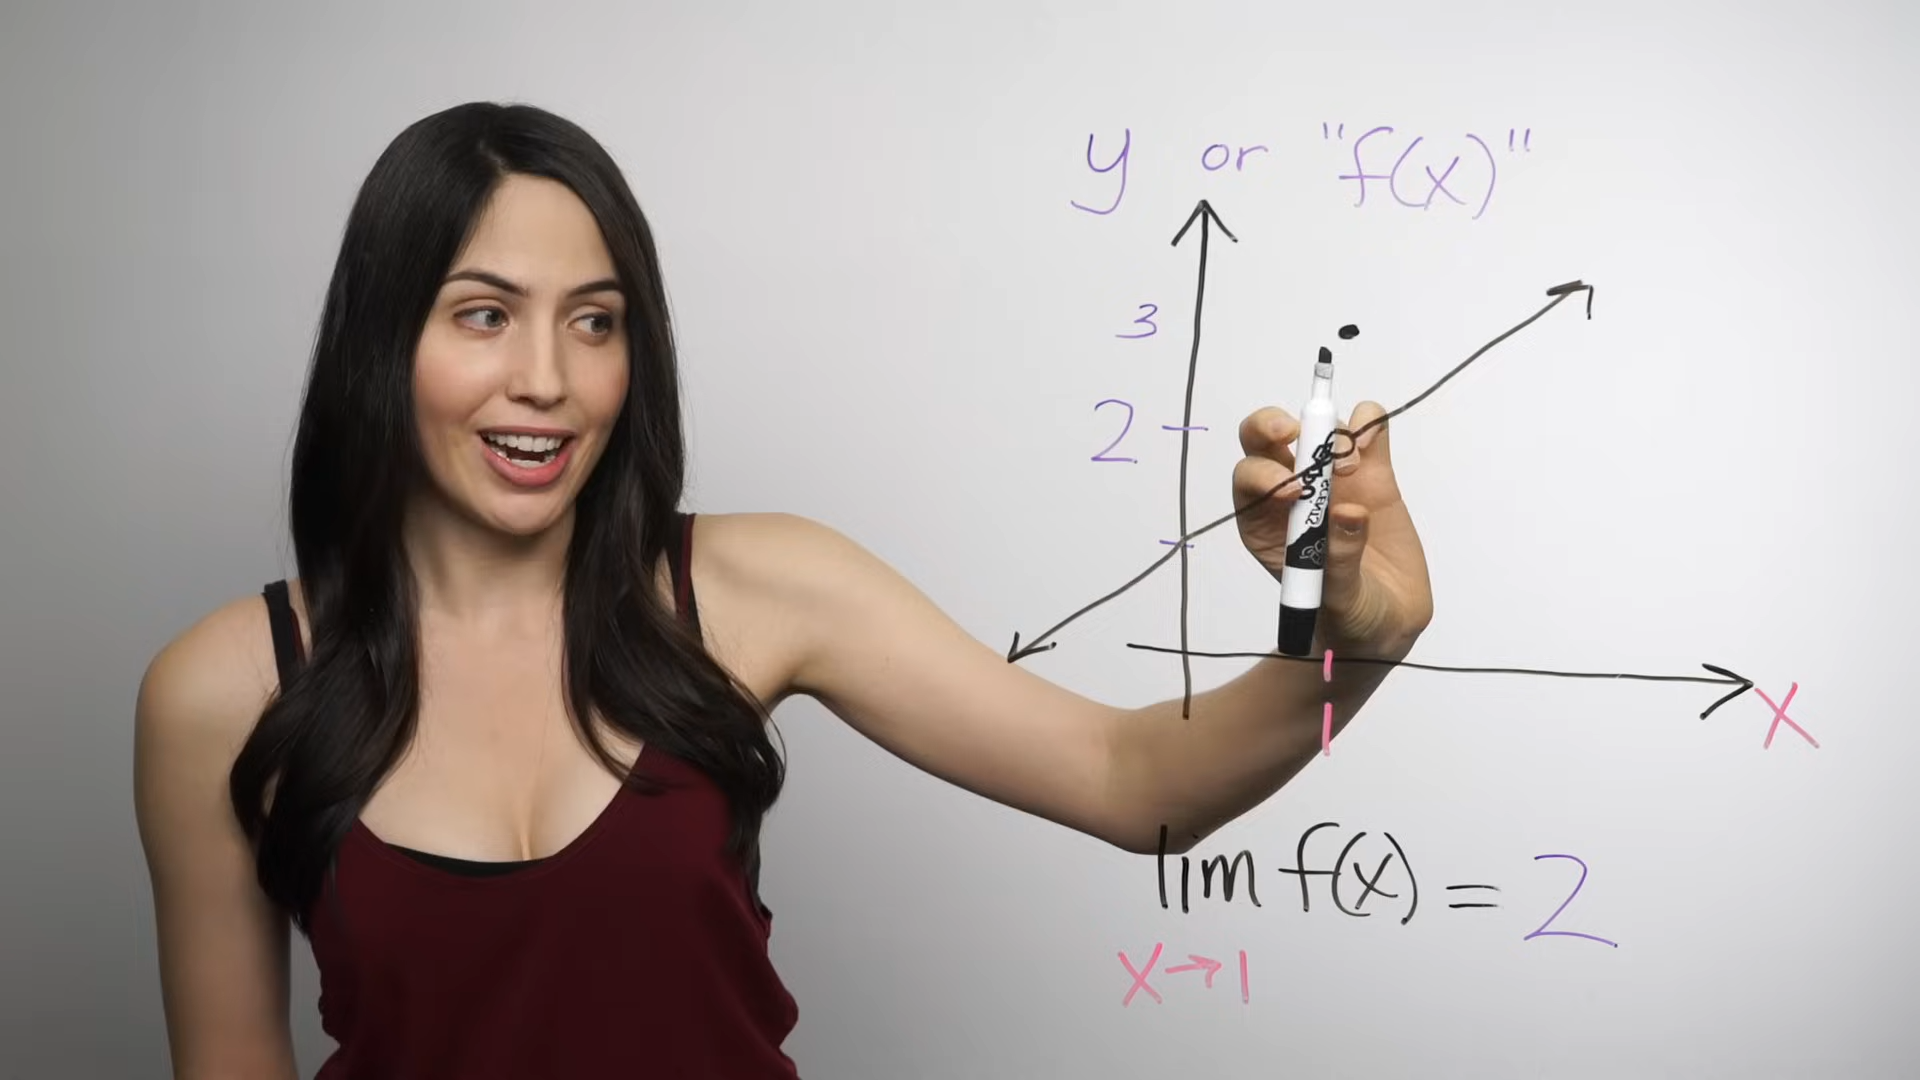 y or "f(x)"
3
2
x
1
lim f(x) = 2
x→1